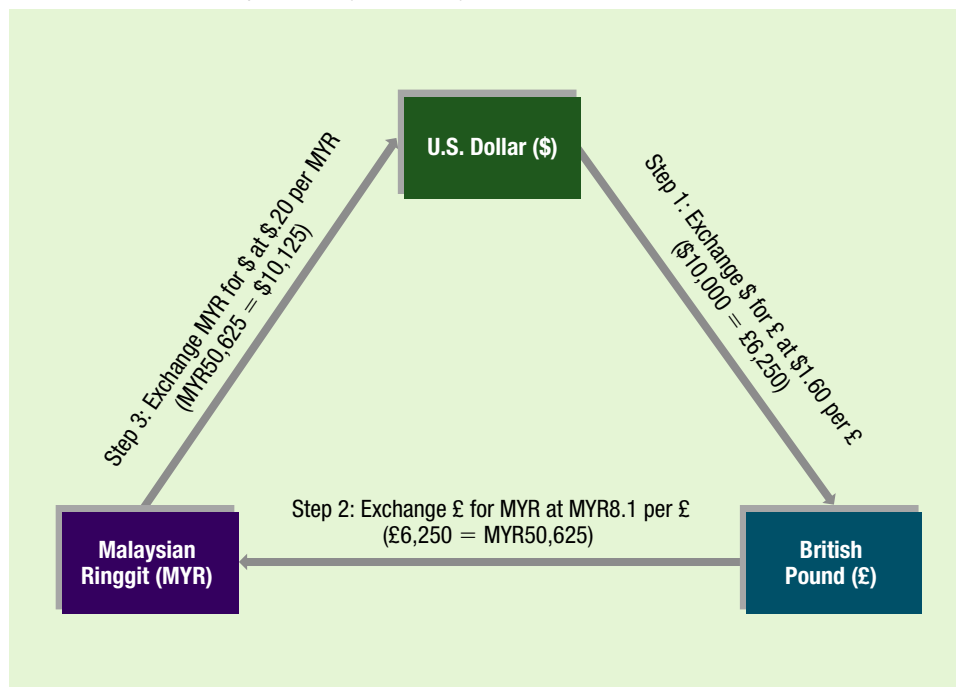 U.S. Dollar ($)
Step 1: Exchange $ for £ at $1.60 per £
($10,000 = £6,250)
Step 3: Exchange MYR for $ at $.20 per MYR
(MYR50,625 = $10,125)
Step 2: Exchange £ for MYR at MYR8.1 per £
(£6,250 = MYR50,625)
Malaysian
Ringgit (MYR)
British
Pound (£)